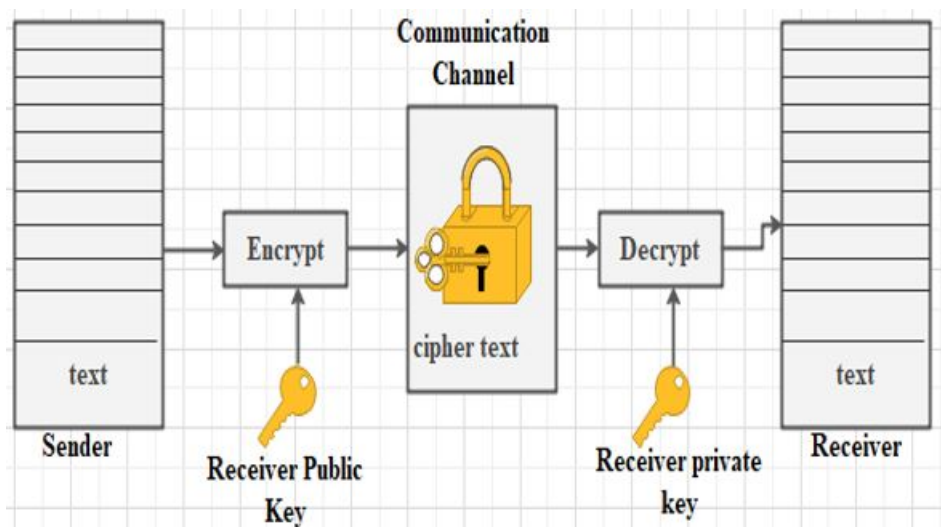 Communication
Channel
Encrypt
Decrypt
cipher text
text
text
Sender
Receiver Public
Key
Receiver private
key
Receiver